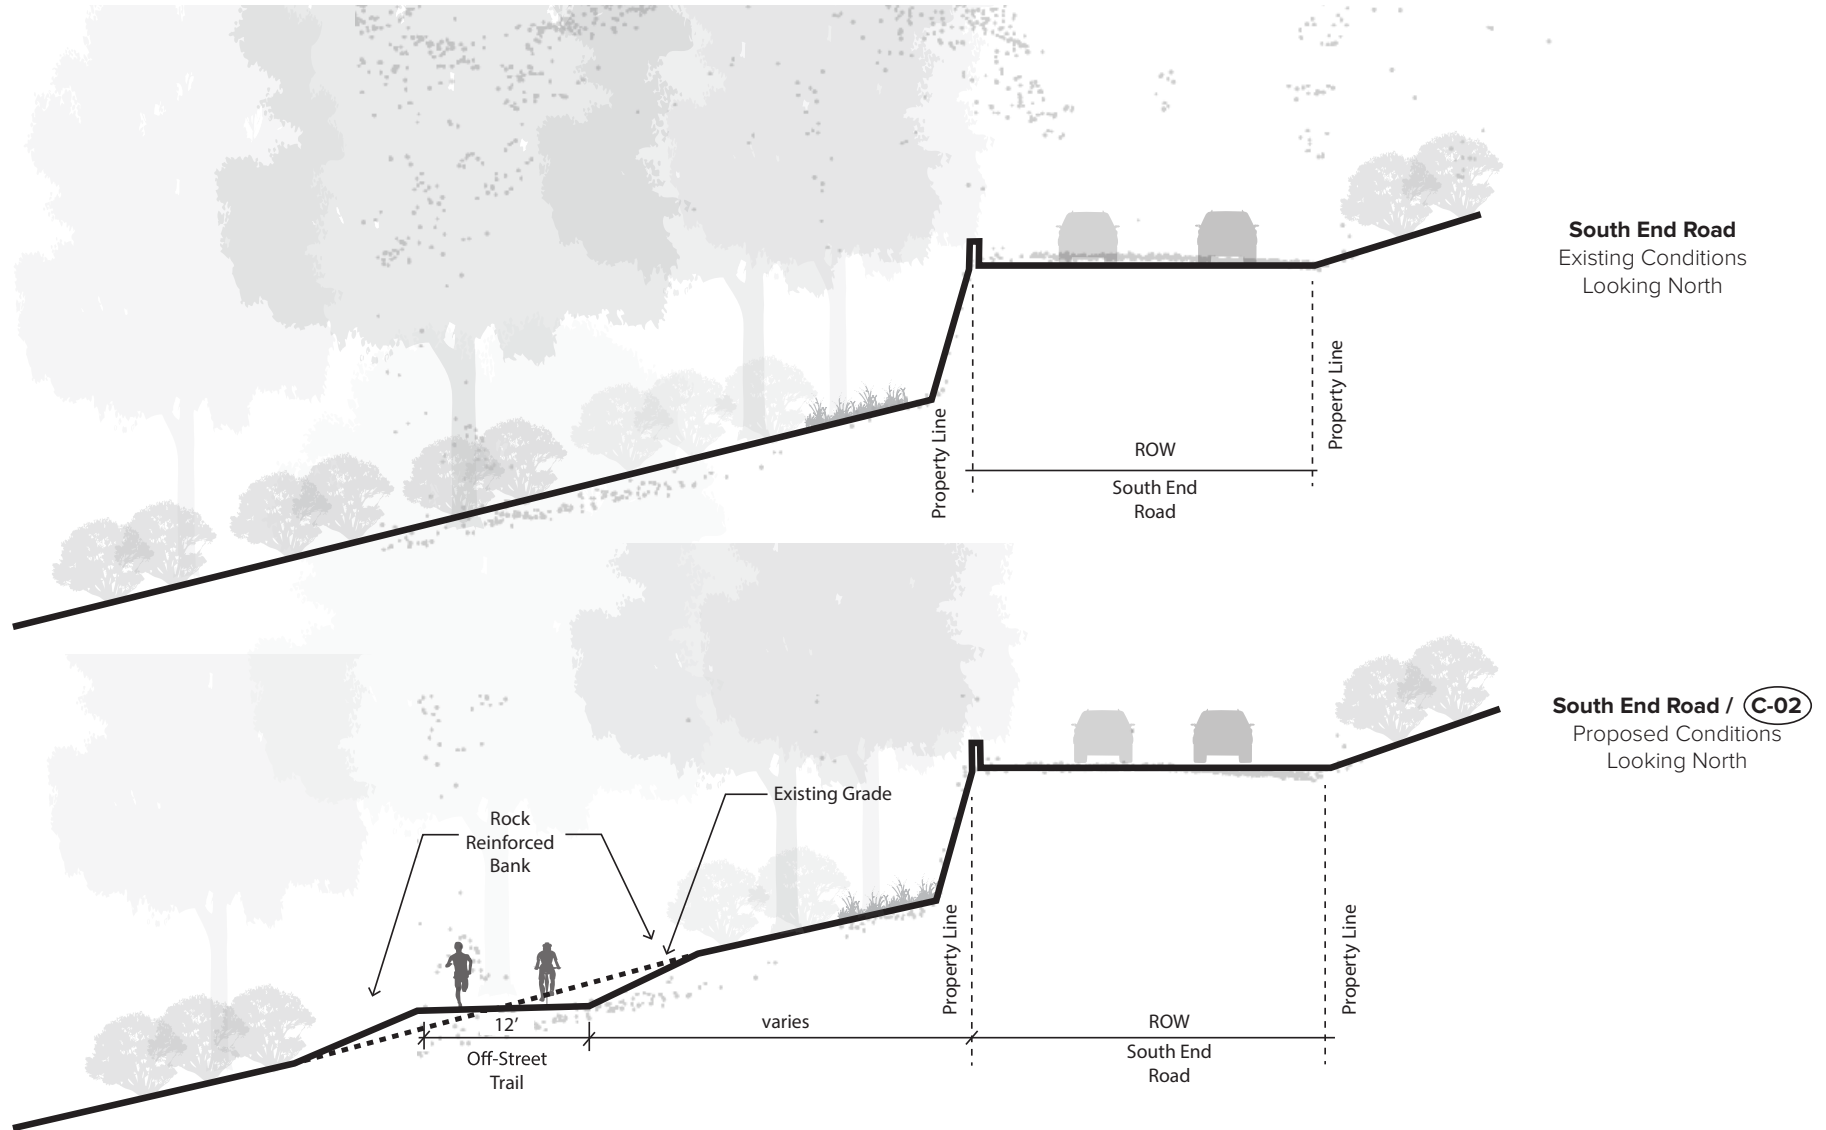 South End Road
Existing Conditions
Looking North
Property Line
Property Line
ROW
South End
Road
South End Road / C-02
Proposed Conditions
Looking North
Existing Grade
Rock
Reinforced
Bank
Property Line
Property Line
12’
varies
ROW
Off-Street
Trail
South End
Road